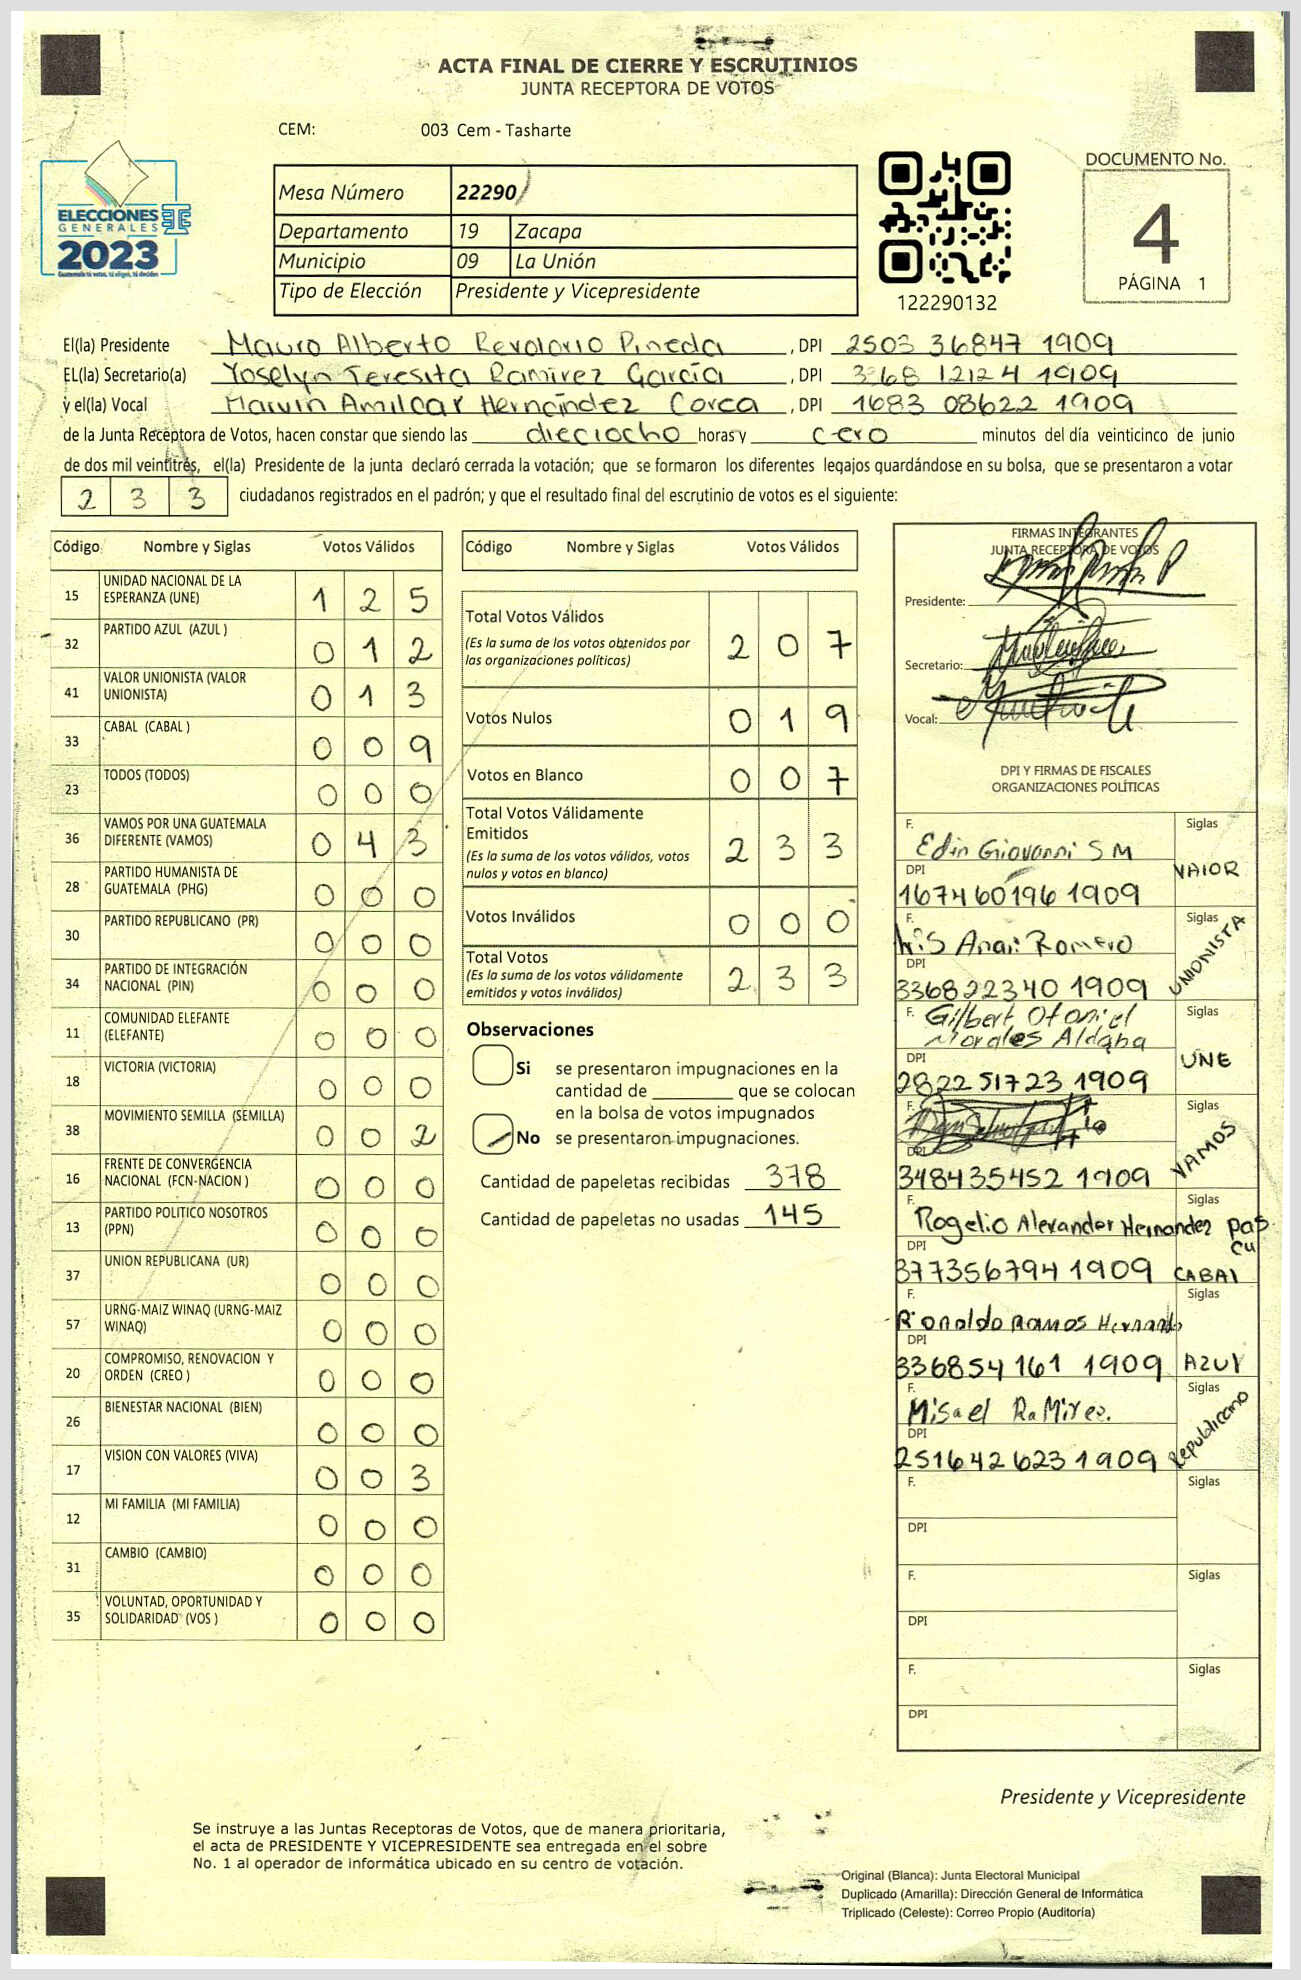 ACTA FINAL DE CIERRE Y ESCRUTINIOS
JUNTA RECEPTORA DE VOTOS
CEM: 003 Cem - Tasharte
ELECCIONES
GENERALES
2023
Mesa Número 22290
Departamento 19 Zacapa
Municipio 09 La Unión
Tipo de Elección Presidente y Vicepresidente
122290132
DOCUMENTO No.
4
PÁGINA 1
El(la) Presidente Mauro Alberto Revolorio Pineda, DPI 2503 36847 1909
EL(la) Secretario(a) Yoselyn Teresita Ramirez García, DPI 3368 12124 1909
y el(la) Vocal Marvin Amilcar Hernández Corea, DPI 1683 08622 1909
de la Junta Receptora de Votos, hacen constar que siendo las dieciocho horas y cero minutos del día veinticinco de junio
de dos mil veintitrés, el(la) Presidente de la junta declaró cerrada la votación; que se formaron los diferentes legajos guardándose en su bolsa, que se presentaron a votar
2 3 3 ciudadanos registrados en el padrón; y que el resultado final del escrutinio de votos es el siguiente:
Código Nombre y Siglas Votos Válidos
15 UNIDAD NACIONAL DE LA ESPERANZA (UNE) 1 2 5
32 PARTIDO AZUL (AZUL ) 0 1 2
41 VALOR UNIONISTA (VALOR UNIONISTA) 0 1 3
33 CABAL (CABAL ) 0 0 9
23 TODOS (TODOS) 0 0 0
36 VAMOS POR UNA GUATEMALA DIFERENTE (VAMOS) 0 4 3
28 PARTIDO HUMANISTA DE GUATEMALA (PHG) 0 0 0
30 PARTIDO REPUBLICANO (PR) 0 0 0
34 PARTIDO DE INTEGRACIÓN NACIONAL (PIN) 0 0 0
11 COMUNIDAD ELEFANTE (ELEFANTE) 0 0 0
18 VICTORIA (VICTORIA) 0 0 0
38 MOVIMIENTO SEMILLA (SEMILLA) 0 0 2
16 FRENTE DE CONVERGENCIA NACIONAL (FCN-NACION ) 0 0 0
13 PARTIDO POLITICO NOSOTROS (PPN) 0 0 0
37 UNION REPUBLICANA (UR) 0 0 0
57 URNG-MAIZ WINAQ (URNG-MAIZ WINAQ) 0 0 0
20 COMPROMISO, RENOVACION Y ORDEN (CREO ) 0 0 0
26 BIENESTAR NACIONAL (BIEN) 0 0 0
17 VISION CON VALORES (VIVA) 0 0 3
12 MI FAMILIA (MI FAMILIA) 0 0 0
31 CAMBIO (CAMBIO) 0 0 0
35 VOLUNTAD, OPORTUNIDAD Y SOLIDARIDAD (VOS ) 0 0 0
Código Nombre y Siglas Votos Válidos
Total Votos Válidos 2 0 7
(Es la suma de los votos obtenidos por
las organizaciones políticas)
Votos Nulos 0 1 9
Votos en Blanco 0 0 7
Total Votos Válidamente
Emitidos 2 3 3
(Es la suma de los votos válidos, votos
nulos y votos en blanco)
Votos Inválidos 0 0 0
Total Votos 2 3 3
(Es la suma de los votos válidamente
emitidos y votos inválidos)
Observaciones
Si se presentaron impugnaciones en la
cantidad de ________ que se colocan
en la bolsa de votos impugnados
No se presentaron impugnaciones.
Cantidad de papeletas recibidas 378
Cantidad de papeletas no usadas 145
FIRMAS INTEGRANTES
JUNTA RECEPTORA DE VOTOS
Presidente:
Secretario:
Vocal:
DPI Y FIRMAS DE FISCALES
ORGANIZACIONES POLÍTICAS
F. Edin Giovanni S M Siglas VAlOR
DPI 167460196 1909
F. Anai Romero Siglas UNIONISTA
DPI 336822340 1909
F. Gilbert Otoniel Siglas
Morales Aldana UNE
DPI 2822 51723 1909
F. Siglas VAMOS
DPI 348435452 1909
F. Rogelio Alexander Hernandez Pas Siglas
cu
DPI 377356794 1909 CABAl
F. Ronaldo Ramos Siglas
DPI 336854161 1909 AZUl
F. Misael RaMirez. Siglas Republicano
DPI 251642623 1909
F. Siglas
DPI
F. Siglas
DPI
F. Siglas
DPI
Presidente y Vicepresidente
Se instruye a las Juntas Receptoras de Votos, que de manera prioritaria,
el acta de PRESIDENTE Y VICEPRESIDENTE sea entregada en el sobre
No. 1 al operador de informática ubicado en su centro de votación.
Original (Blanca): Junta Electoral Municipal
Duplicado (Amarilla): Dirección General de Informática
Triplicado (Celeste): Correo Propio (Auditoría)